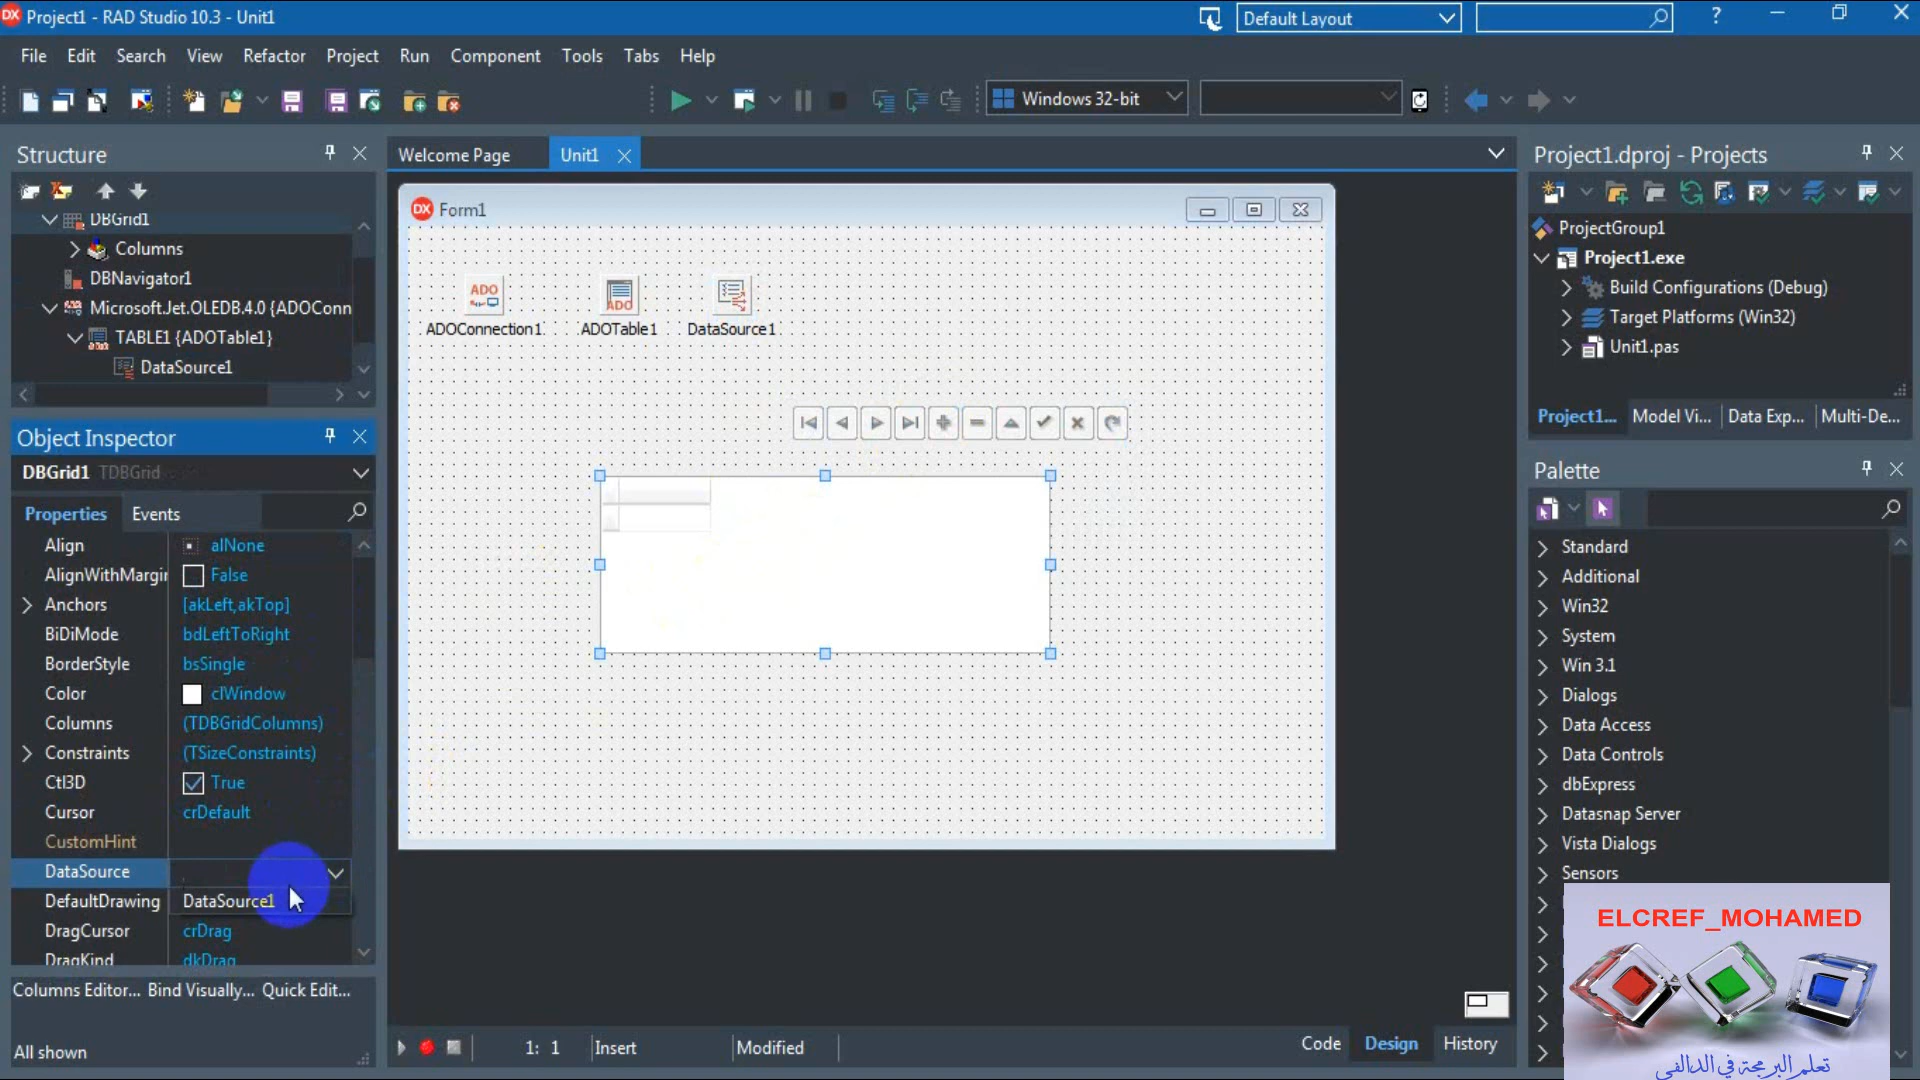 Project1 - RAD Studio 10.3 - Unit1
Default Layout
?
File Edit Search View Refactor Project Run Component Tools Tabs Help
Windows 32-bit
Structure
DBGrid1
Columns
DBNavigator1
Microsoft.Jet.OLEDB.4.0 {ADOConn
TABLE1 {ADOTable1}
DataSource1
Object Inspector
DBGrid1 TDBGrid
Properties Events
Align alNone
AlignWithMargin False
Anchors [akLeft,akTop]
BiDiMode bdLeftToRight
BorderStyle bsSingle
Color clWindow
Columns (TDBGridColumns)
Constraints (TSizeConstraints)
Ctl3D True
Cursor crDefault
CustomHint
DataSource
DefaultDrawing DataSource1
DragCursor crDrag
DragKind dkDrag
Columns Editor... Bind Visually... Quick Edit...
All shown
Welcome Page Unit1
Form1
ADO
ADO
ADOConnection1 ADOTable1 DataSource1
1: 1 Insert Modified
Code Design History
Project1.dproj - Projects
ProjectGroup1
Project1.exe
Build Configurations (Debug)
Target Platforms (Win32)
Unit1.pas
Project1... Model Vi... Data Exp... Multi-De...
Palette
Standard
Additional
Win32
System
Win 3.1
Dialogs
Data Access
Data Controls
dbExpress
Datasnap Server
Vista Dialogs
Sensors
ELCREF_MOHAMED
تعلم البرمجة في الدالفي